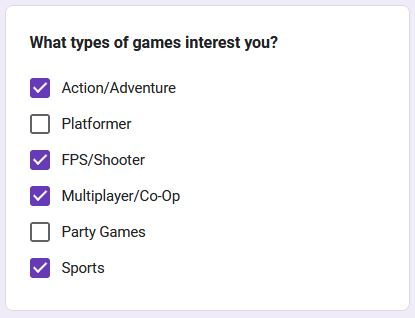 What types of games interest you?
Action/Adventure
Platformer
FPS/Shooter
Multiplayer/Co-Op
Party Games
Sports